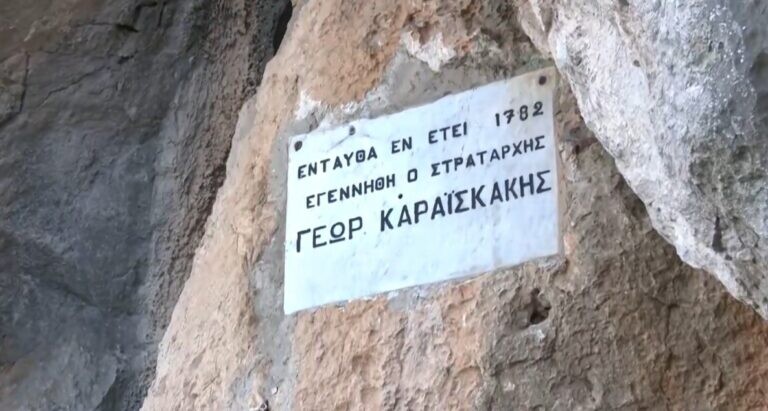 ΕΝΤΑΥΘΑ ΕΝ ΕΤΕΙ 1782
ΕΓΕΝΝΗΘΗ Ο ΣΤΡΑΤΑΡΧΗΣ
ΓΕΩΡ. ΚΑΡΑΪΣΚΑΚΗΣ